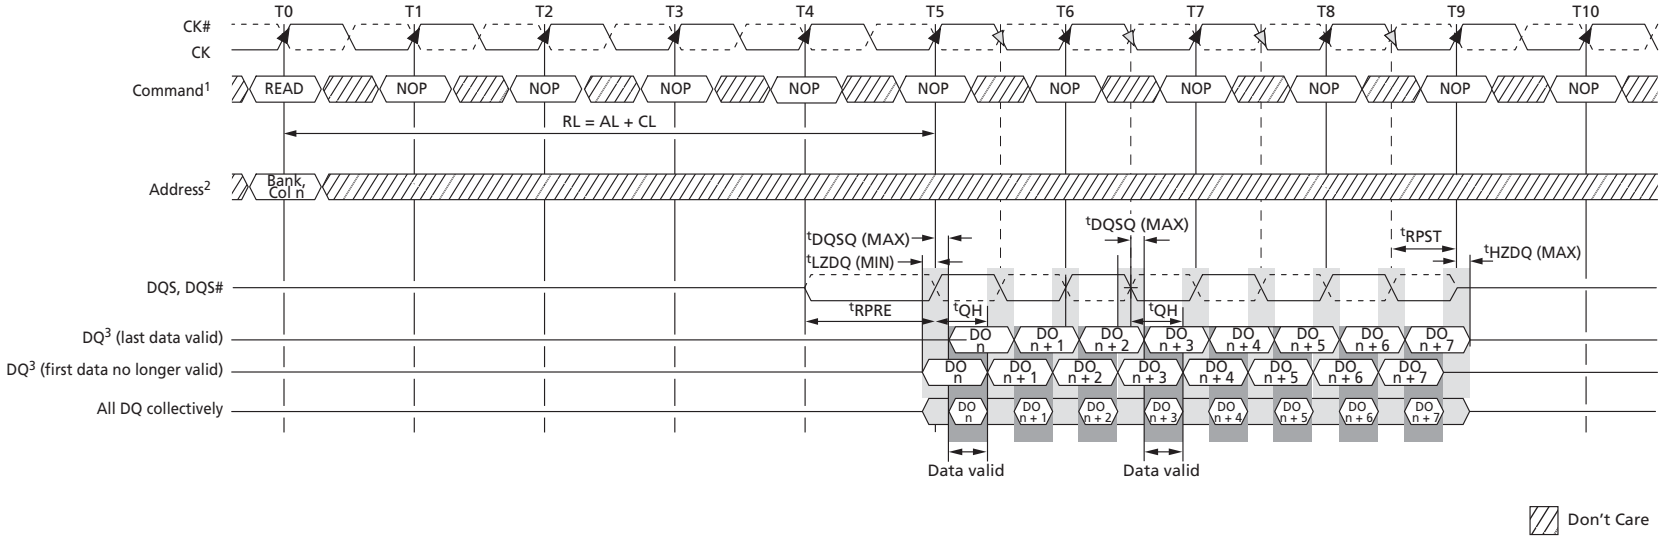 T0 T1 T2 T3 T4 T5 T6 T7 T8 T9 T10
CK#
CK
Command1 READ NOP NOP NOP NOP NOP NOP NOP NOP NOP NOP
RL = AL + CL
Address2 Bank, Col n
tDQSQ (MAX) tDQSQ (MAX) tRPST
tLZDQ (MIN) tHZDQ (MAX)
DQS, DQS#
tRPRE tQH tQH
DQ3 (last data valid) DO n DO n + 1 DO n + 2 DO n + 3 DO n + 4 DO n + 5 DO n + 6 DO n + 7
DQ3 (first data no longer valid) DO n DO n + 1 DO n + 2 DO n + 3 DO n + 4 DO n + 5 DO n + 6 DO n + 7
All DQ collectively DO n DO n + 1 DO n + 2 DO n + 3 DO n + 4 DO n + 5 DO n + 6 DO n + 7
Data valid Data valid
Don't Care